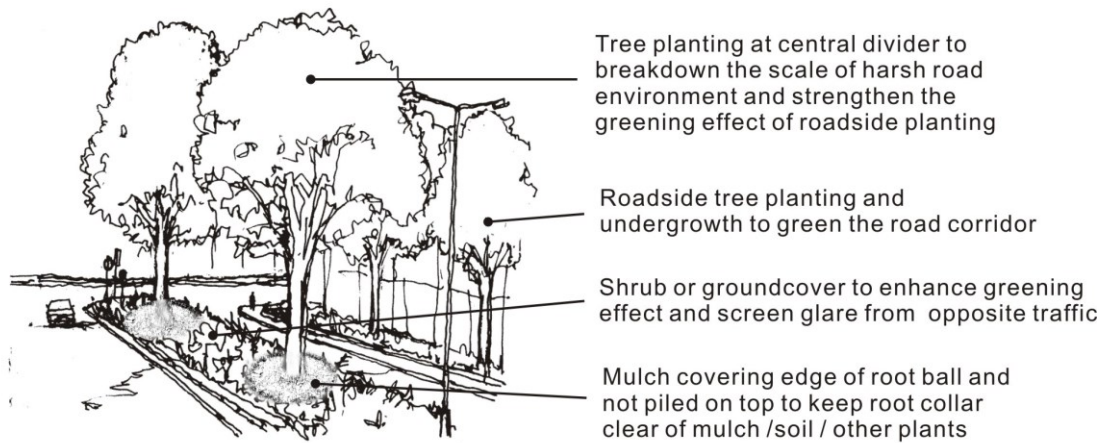 Tree planting at central divider to
breakdown the scale of harsh road
environment and strengthen the
greening effect of roadside planting
Roadside tree planting and
undergrowth to green the road corridor
Shrub or groundcover to enhance greening
effect and screen glare from opposite traffic
Mulch covering edge of root ball and
not piled on top to keep root collar
clear of mulch /soil / other plants